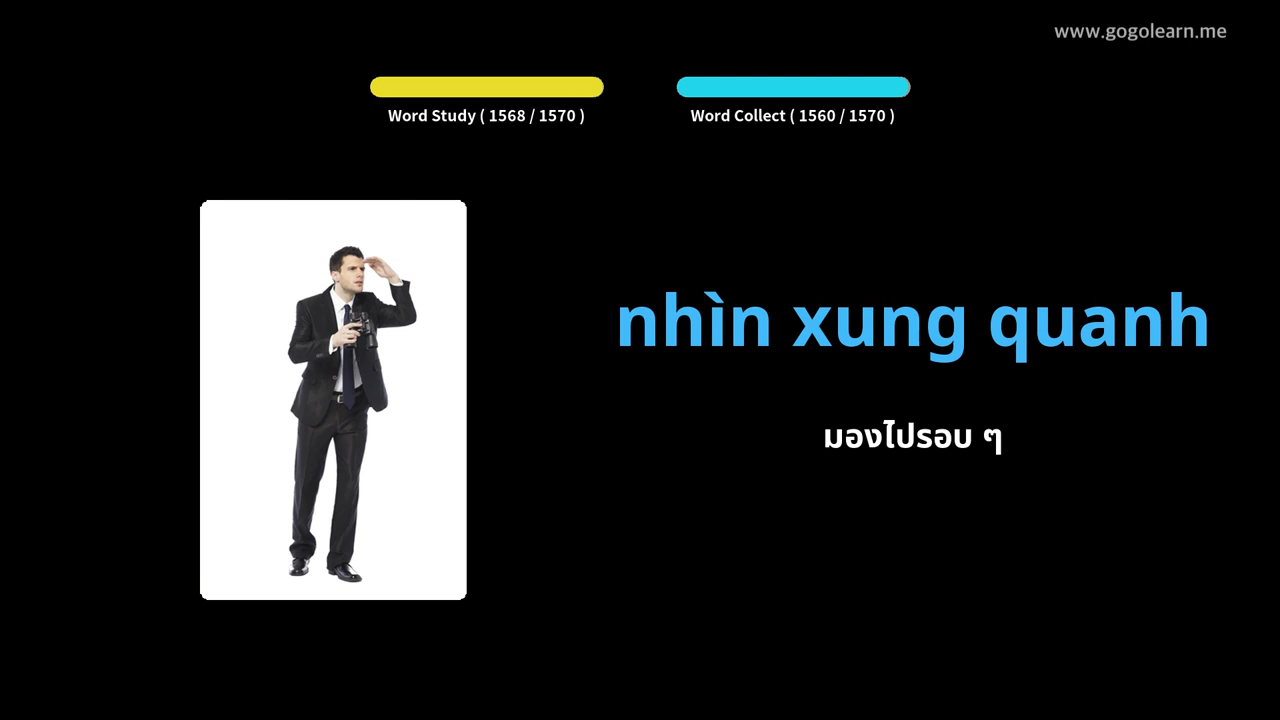 www.gogolearn.me
Word Study ( 1568 / 1570 )
Word Collect ( 1560 / 1570 )
nhìn xung quanh
มองไปรอบ ๆ